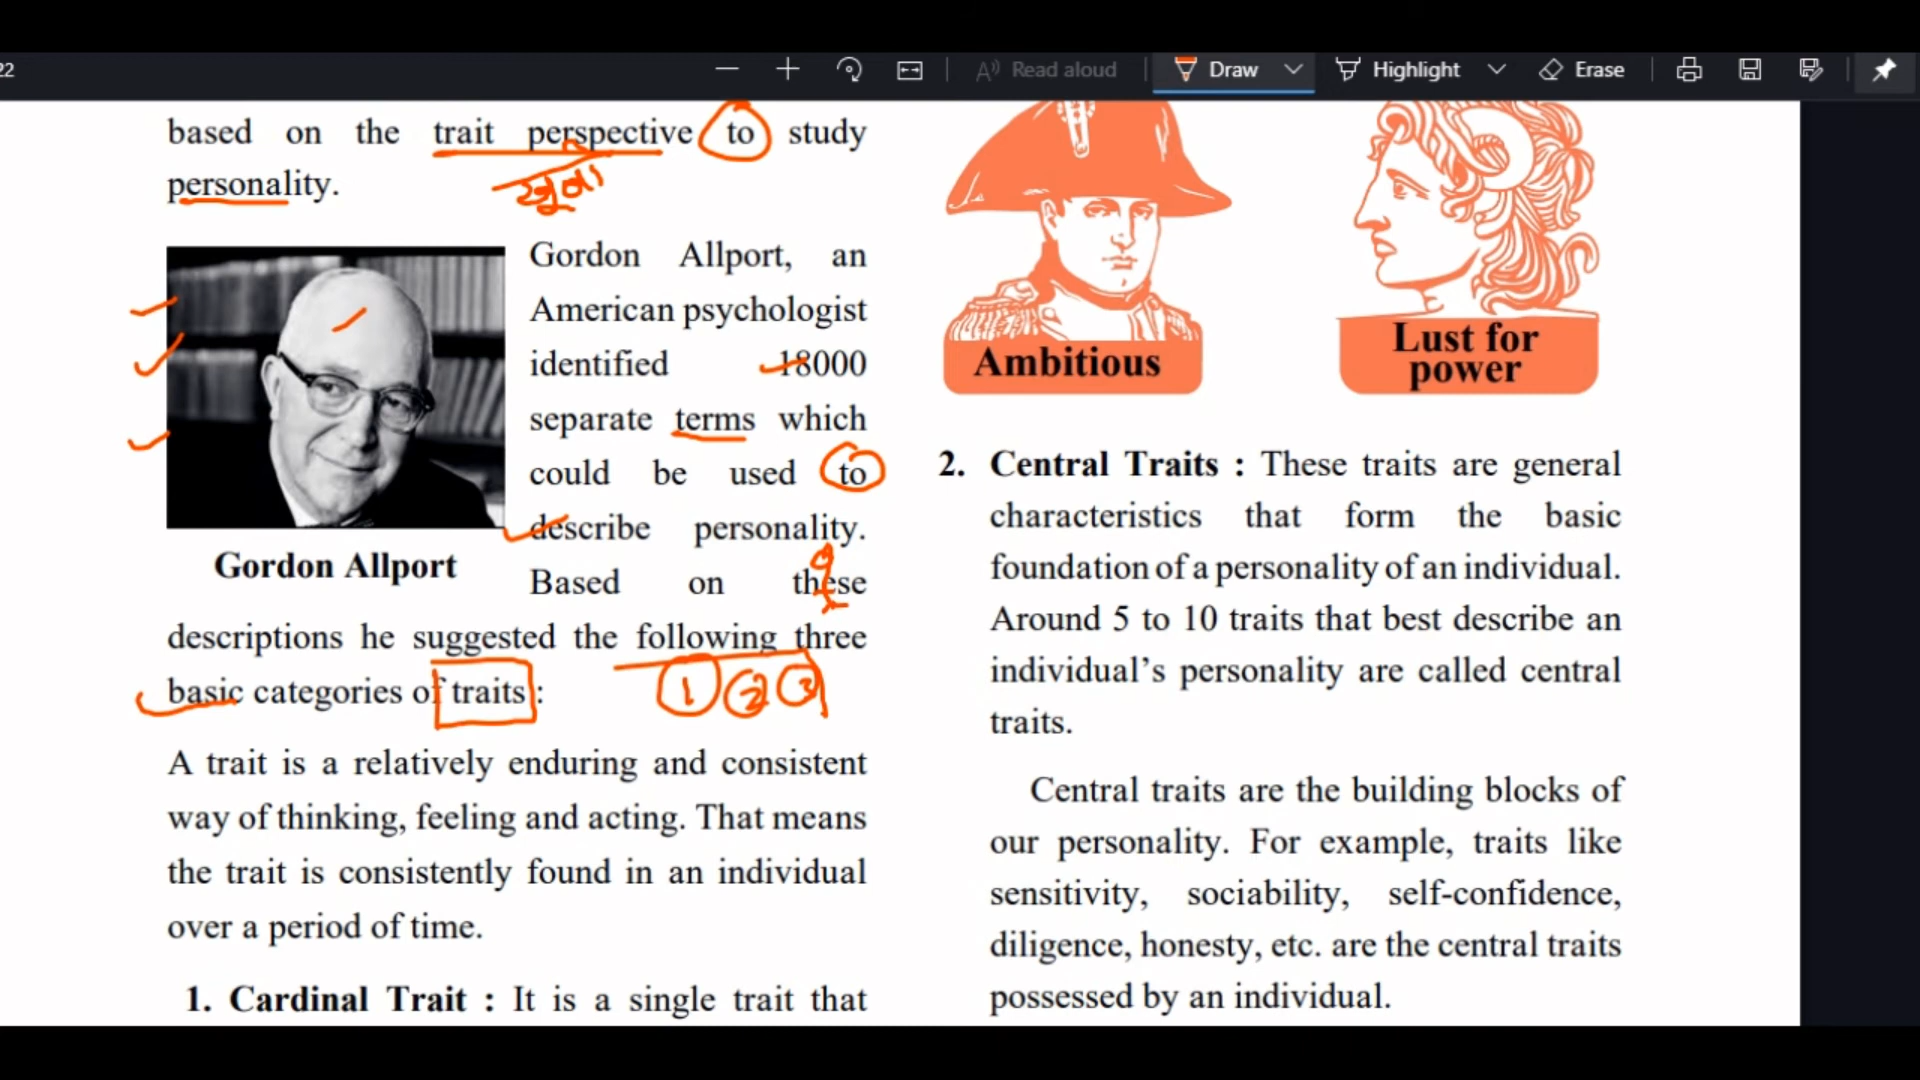 22
Read aloud
Draw
Highlight
Erase
based on the trait perspective to study
personality.
Gordon Allport, an
American psychologist
identified 18000
separate terms which
could be used to
describe personality.
Based on these
Gordon Allport
descriptions he suggested the following three
basic categories of traits :
1 2 3
A trait is a relatively enduring and consistent
way of thinking, feeling and acting. That means
the trait is consistently found in an individual
over a period of time.
1. Cardinal Trait : It is a single trait that
Ambitious
Lust for
power
2. Central Traits : These traits are general
characteristics that form the basic
foundation of a personality of an individual.
Around 5 to 10 traits that best describe an
individual’s personality are called central
traits.
Central traits are the building blocks of
our personality. For example, traits like
sensitivity, sociability, self-confidence,
diligence, honesty, etc. are the central traits
possessed by an individual.